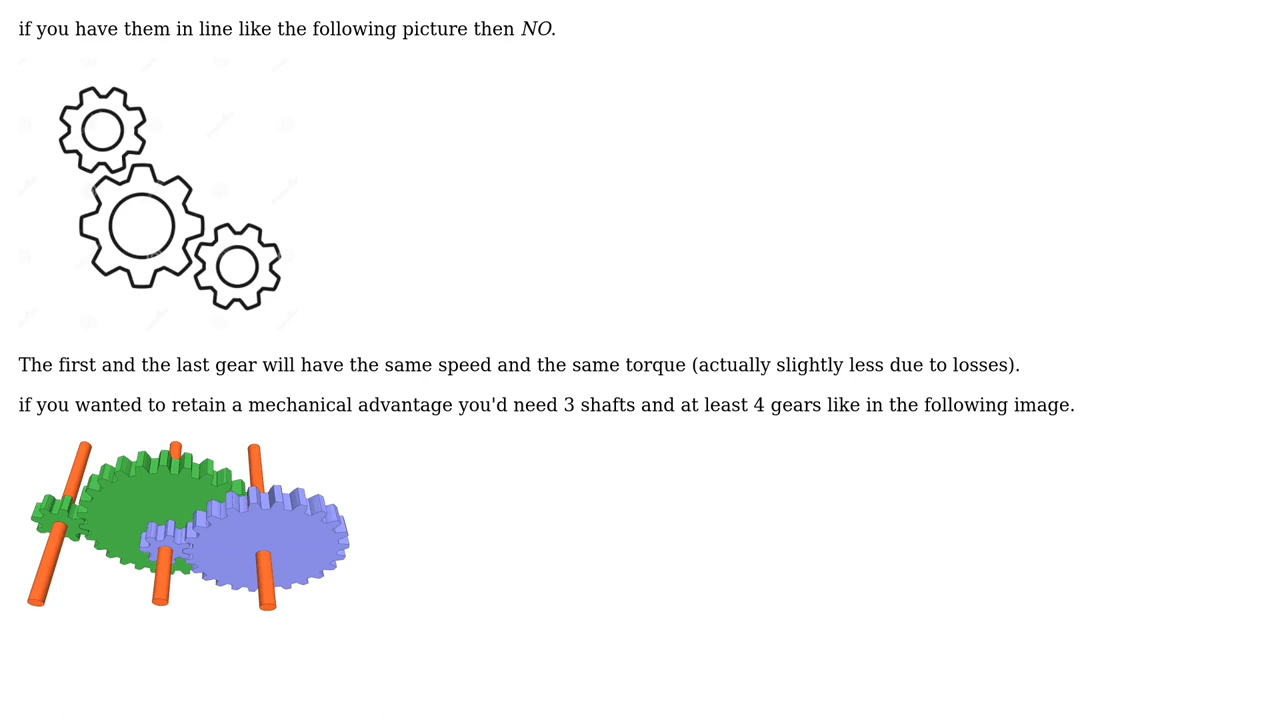 if you have them in line like the following picture then NO.
The first and the last gear will have the same speed and the same torque (actually slightly less due to losses).
if you wanted to retain a mechanical advantage you'd need 3 shafts and at least 4 gears like in the following image.